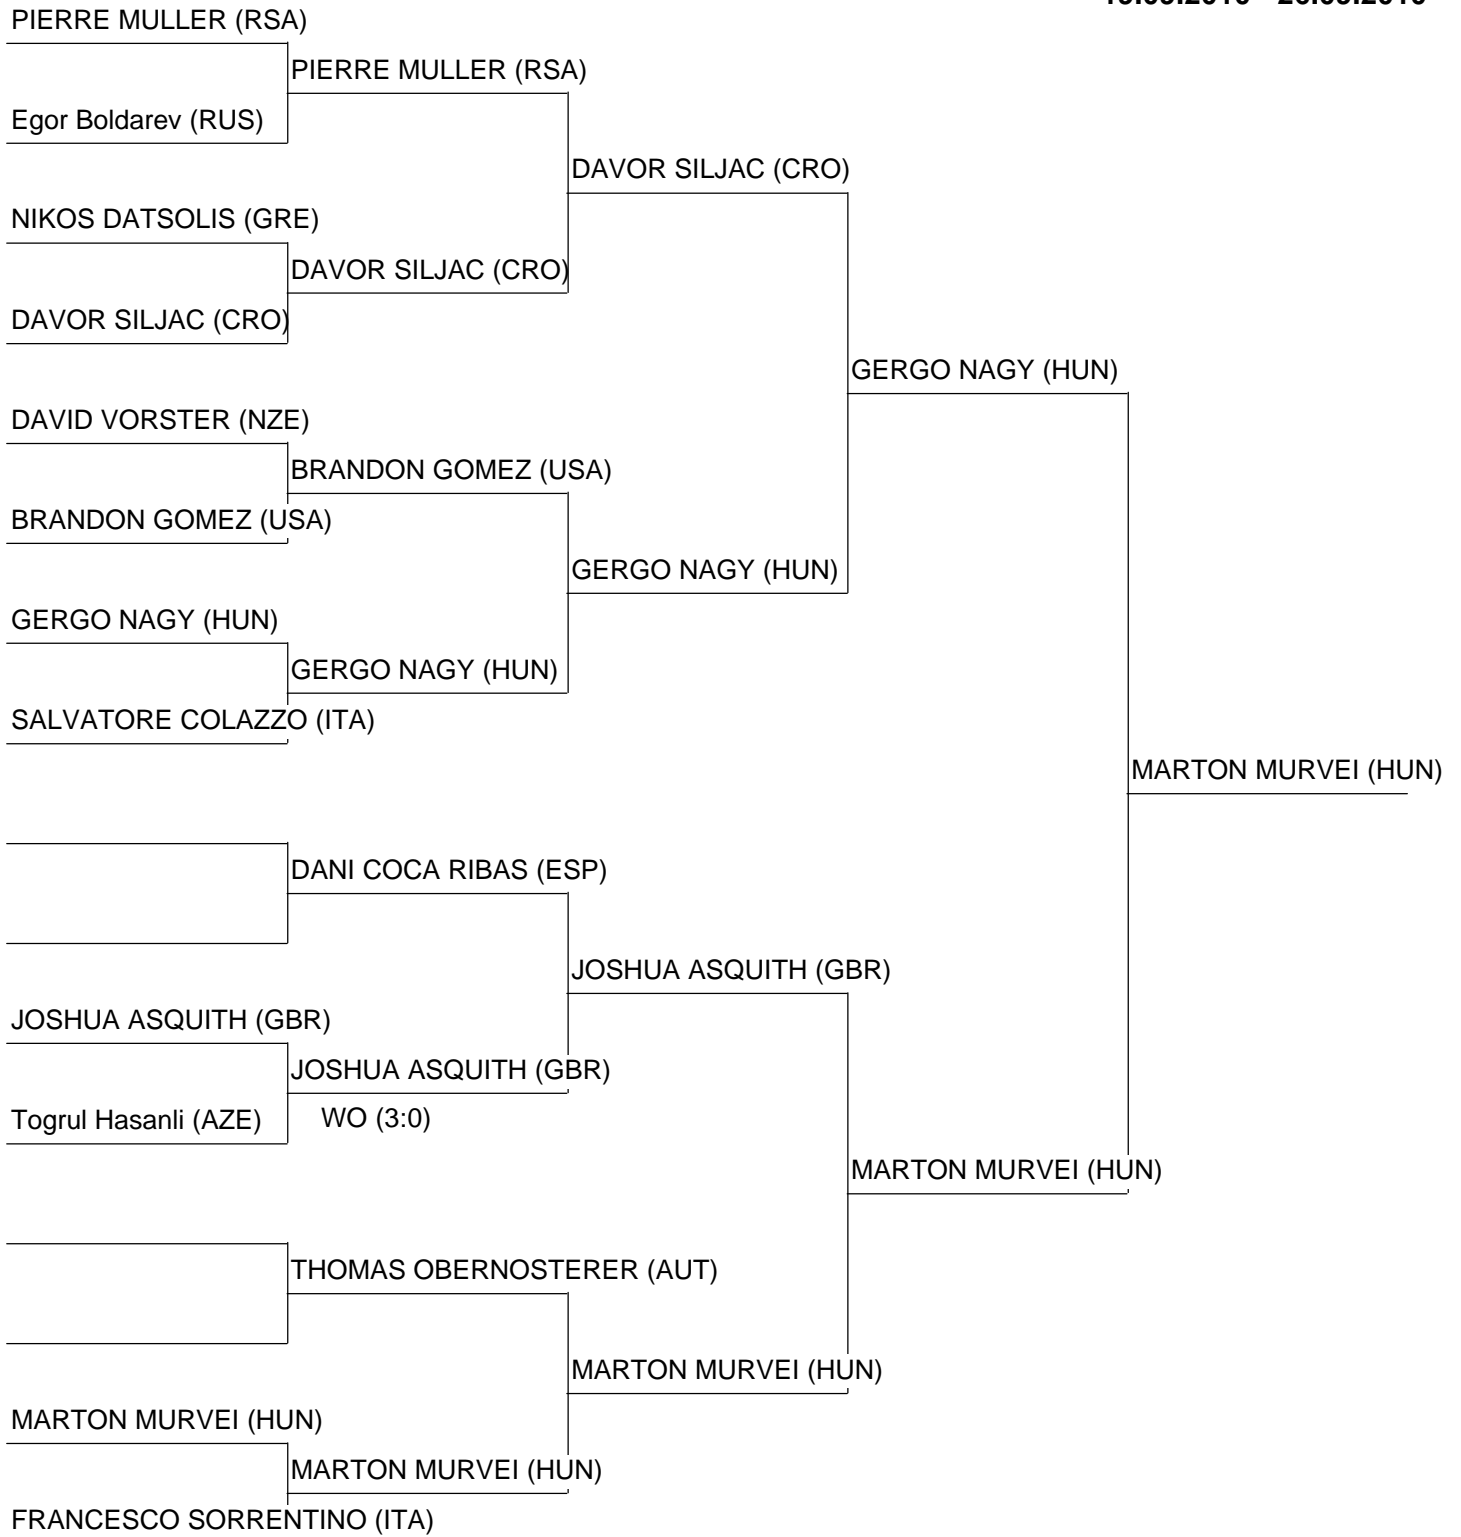 PIERRE MULLER (RSA)
PIERRE MULLER (RSA)
Egor Boldarev (RUS)
DAVOR SILJAC (CRO)
NIKOS DATSOLIS (GRE)
DAVOR SILJAC (CRO)
DAVOR SILJAC (CRO)
GERGO NAGY (HUN)
DAVID VORSTER (NZE)
BRANDON GOMEZ (USA)
BRANDON GOMEZ (USA)
GERGO NAGY (HUN)
GERGO NAGY (HUN)
GERGO NAGY (HUN)
SALVATORE COLAZZO (ITA)
MARTON MURVEI (HUN)
DANI COCA RIBAS (ESP)
JOSHUA ASQUITH (GBR)
JOSHUA ASQUITH (GBR)
JOSHUA ASQUITH (GBR)
Togrul Hasanli (AZE)
WO (3:0)
MARTON MURVEI (HUN)
THOMAS OBERNOSTERER (AUT)
MARTON MURVEI (HUN)
MARTON MURVEI (HUN)
MARTON MURVEI (HUN)
FRANCESCO SORRENTINO (ITA)